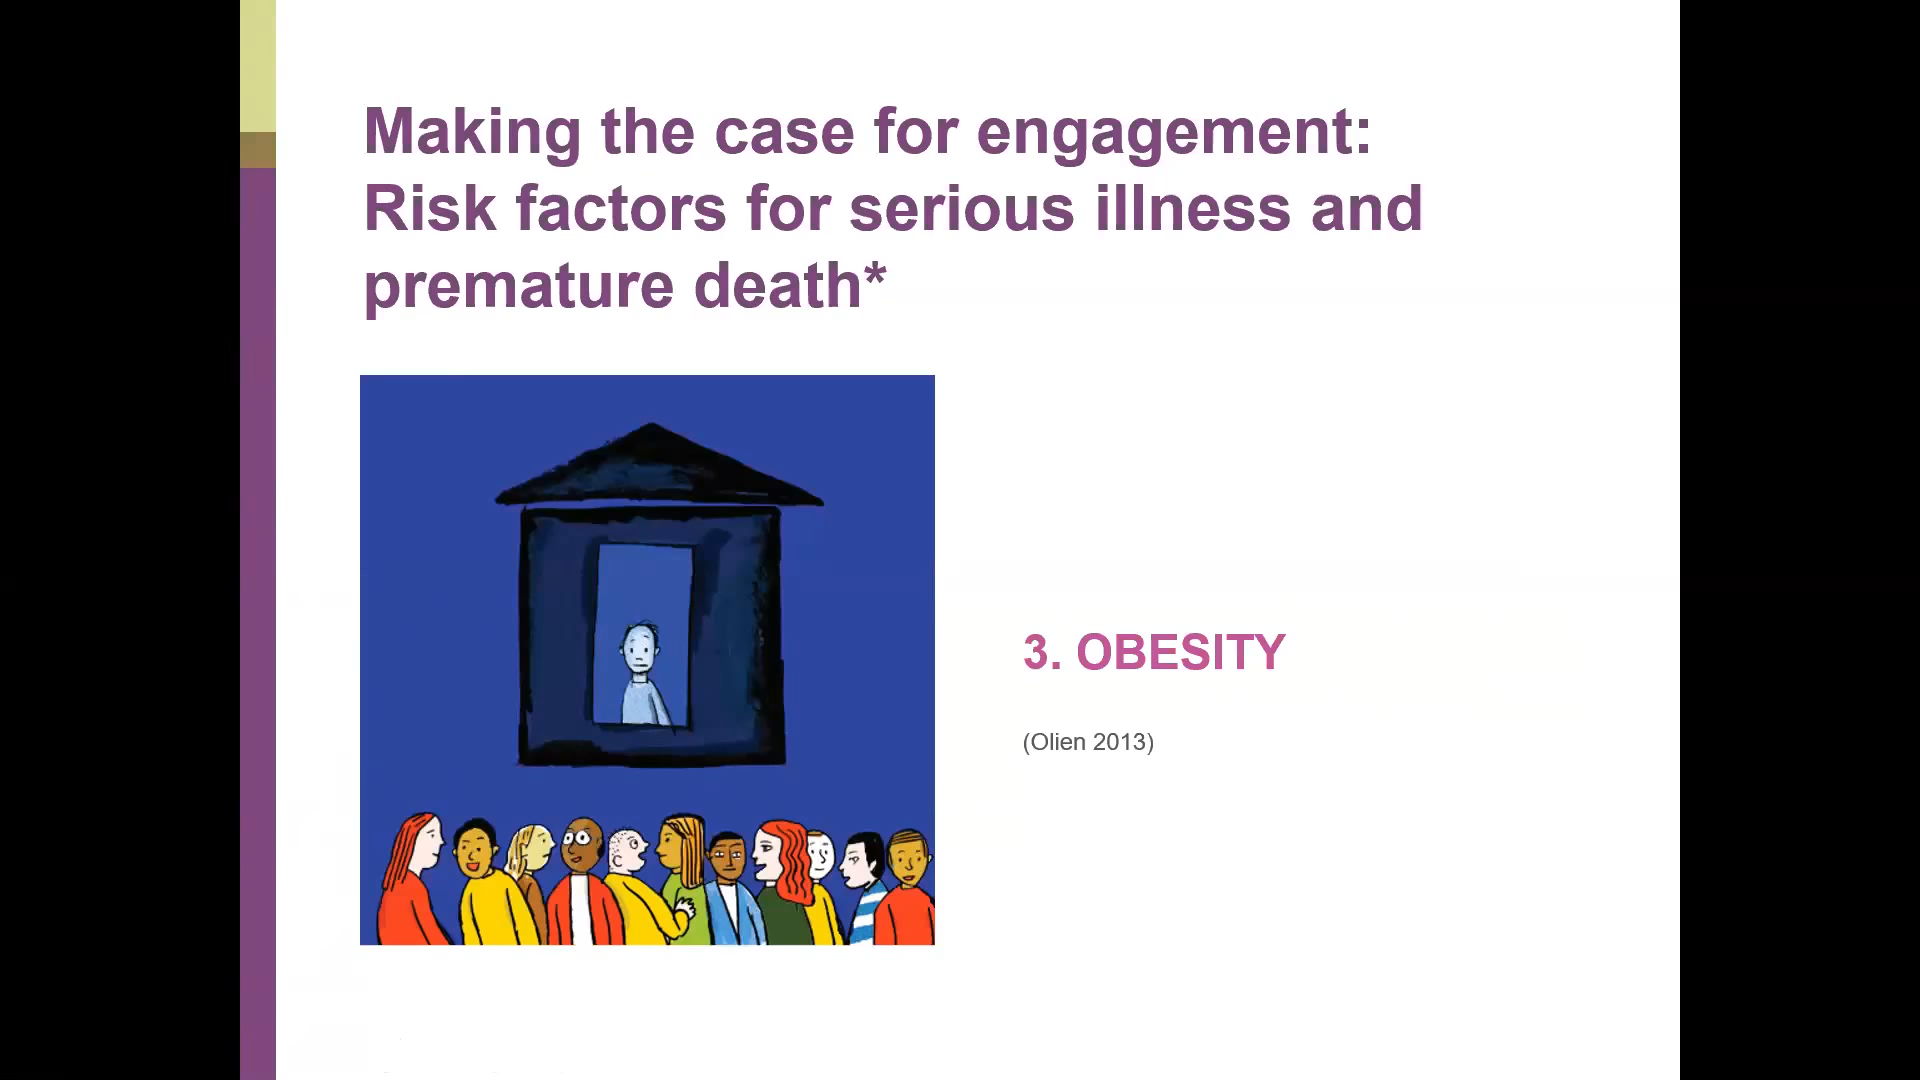 Making the case for engagement:
Risk factors for serious illness and
premature death*
3. OBESITY
(Olien 2013)